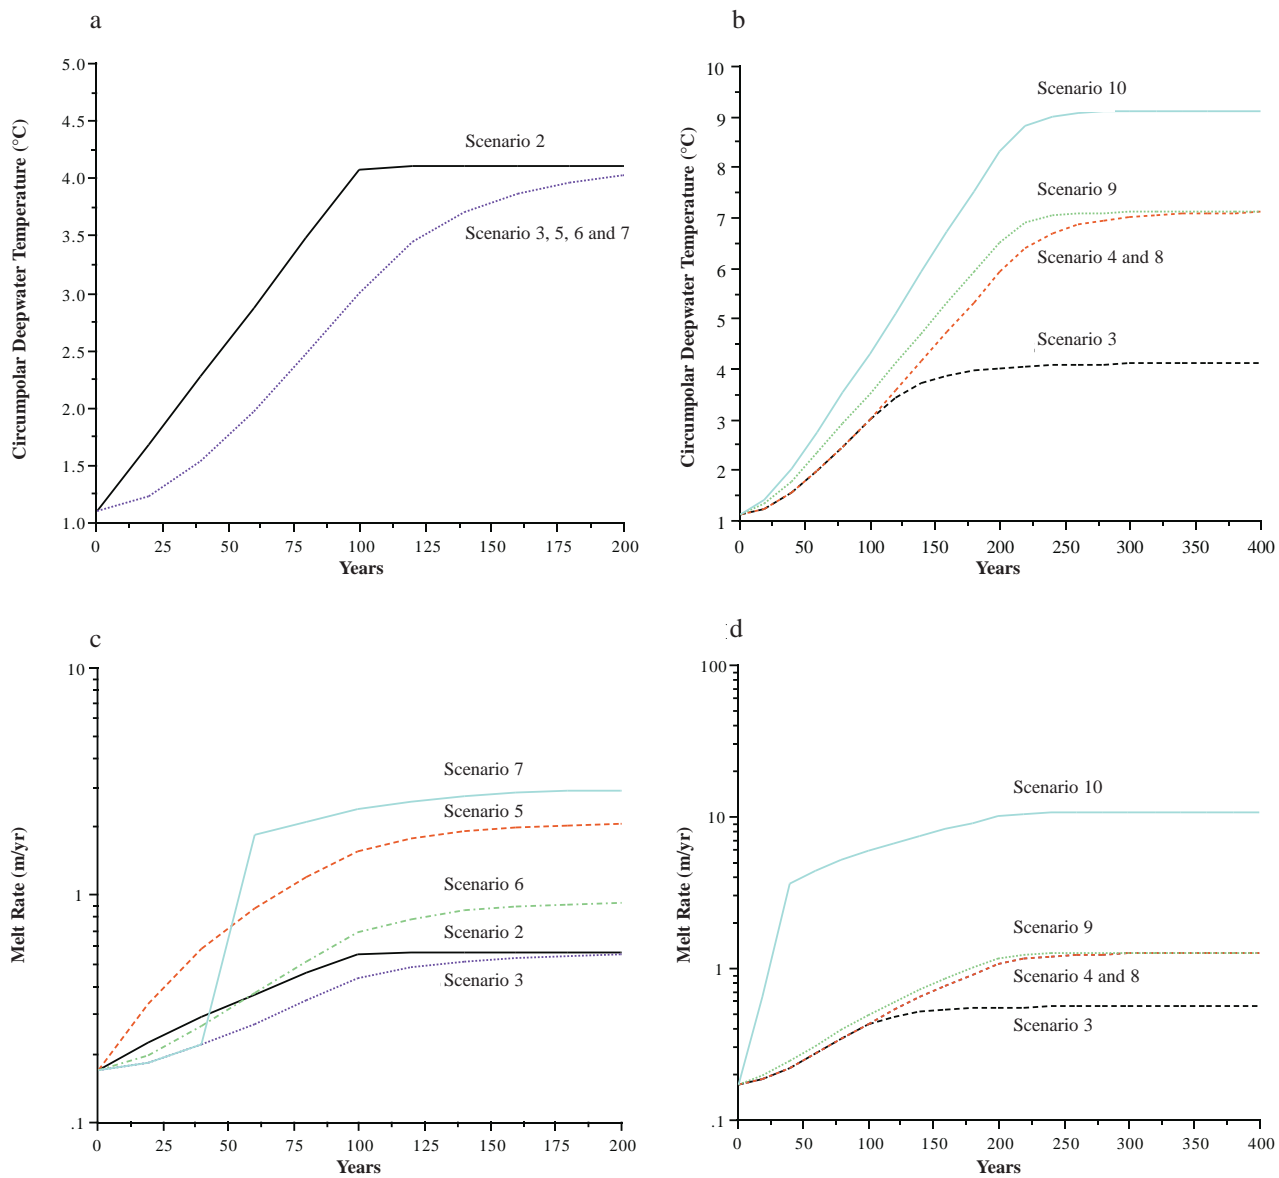 a
5.0
4.5
4.0
3.5
3.0
2.5
2.0
1.5
1.0
Circumpolar Deepwater Temperature (°C)
Scenario 2
Scenario 3, 5, 6 and 7
0 25 50 75 100 125 150 175 200
Years
b
10
9
8
7
6
5
4
3
2
1
Circumpolar Deepwater Temperature (°C)
Scenario 10
Scenario 9
Scenario 4 and 8
Scenario 3
0 50 100 150 200 250 300 350 400
Years
c
10
1
.1
Melt Rate (m/yr)
Scenario 7
Scenario 5
Scenario 6
Scenario 2
Scenario 3
0 25 50 75 100 125 150 175 200
Years
d
100
10
1
.1
Melt Rate (m/yr)
Scenario 10
Scenario 9
Scenario 4 and 8
Scenario 3
0 50 100 150 200 250 300 350 400
Years